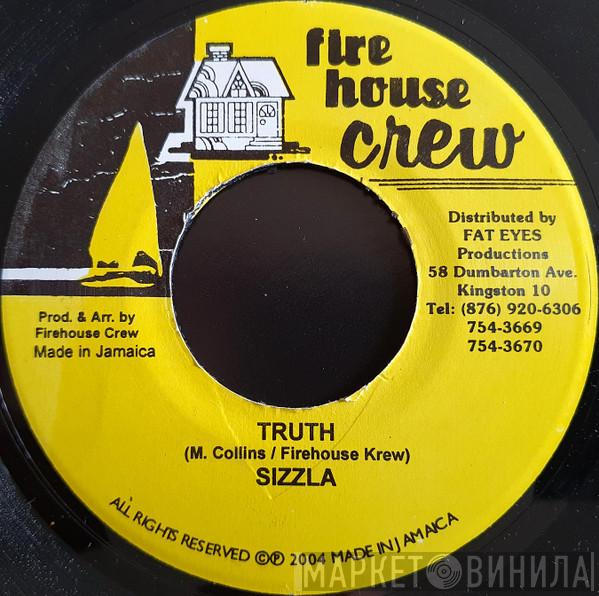 fire
house
crew
Distributed by
FAT EYES
Productions
58 Dumbarton Ave.
Kingston 10
Tel: (876) 920-6306
754-3669
754-3670
Prod. & Arr. by
Firehouse Crew
Made in Jamaica
TRUTH
(M. Collins / Firehouse Krew)
SIZZLA
ALL RIGHTS RESERVED ©℗ 2004 MADE IN JAMAICA
МАРКЕТ ВИНИЛА